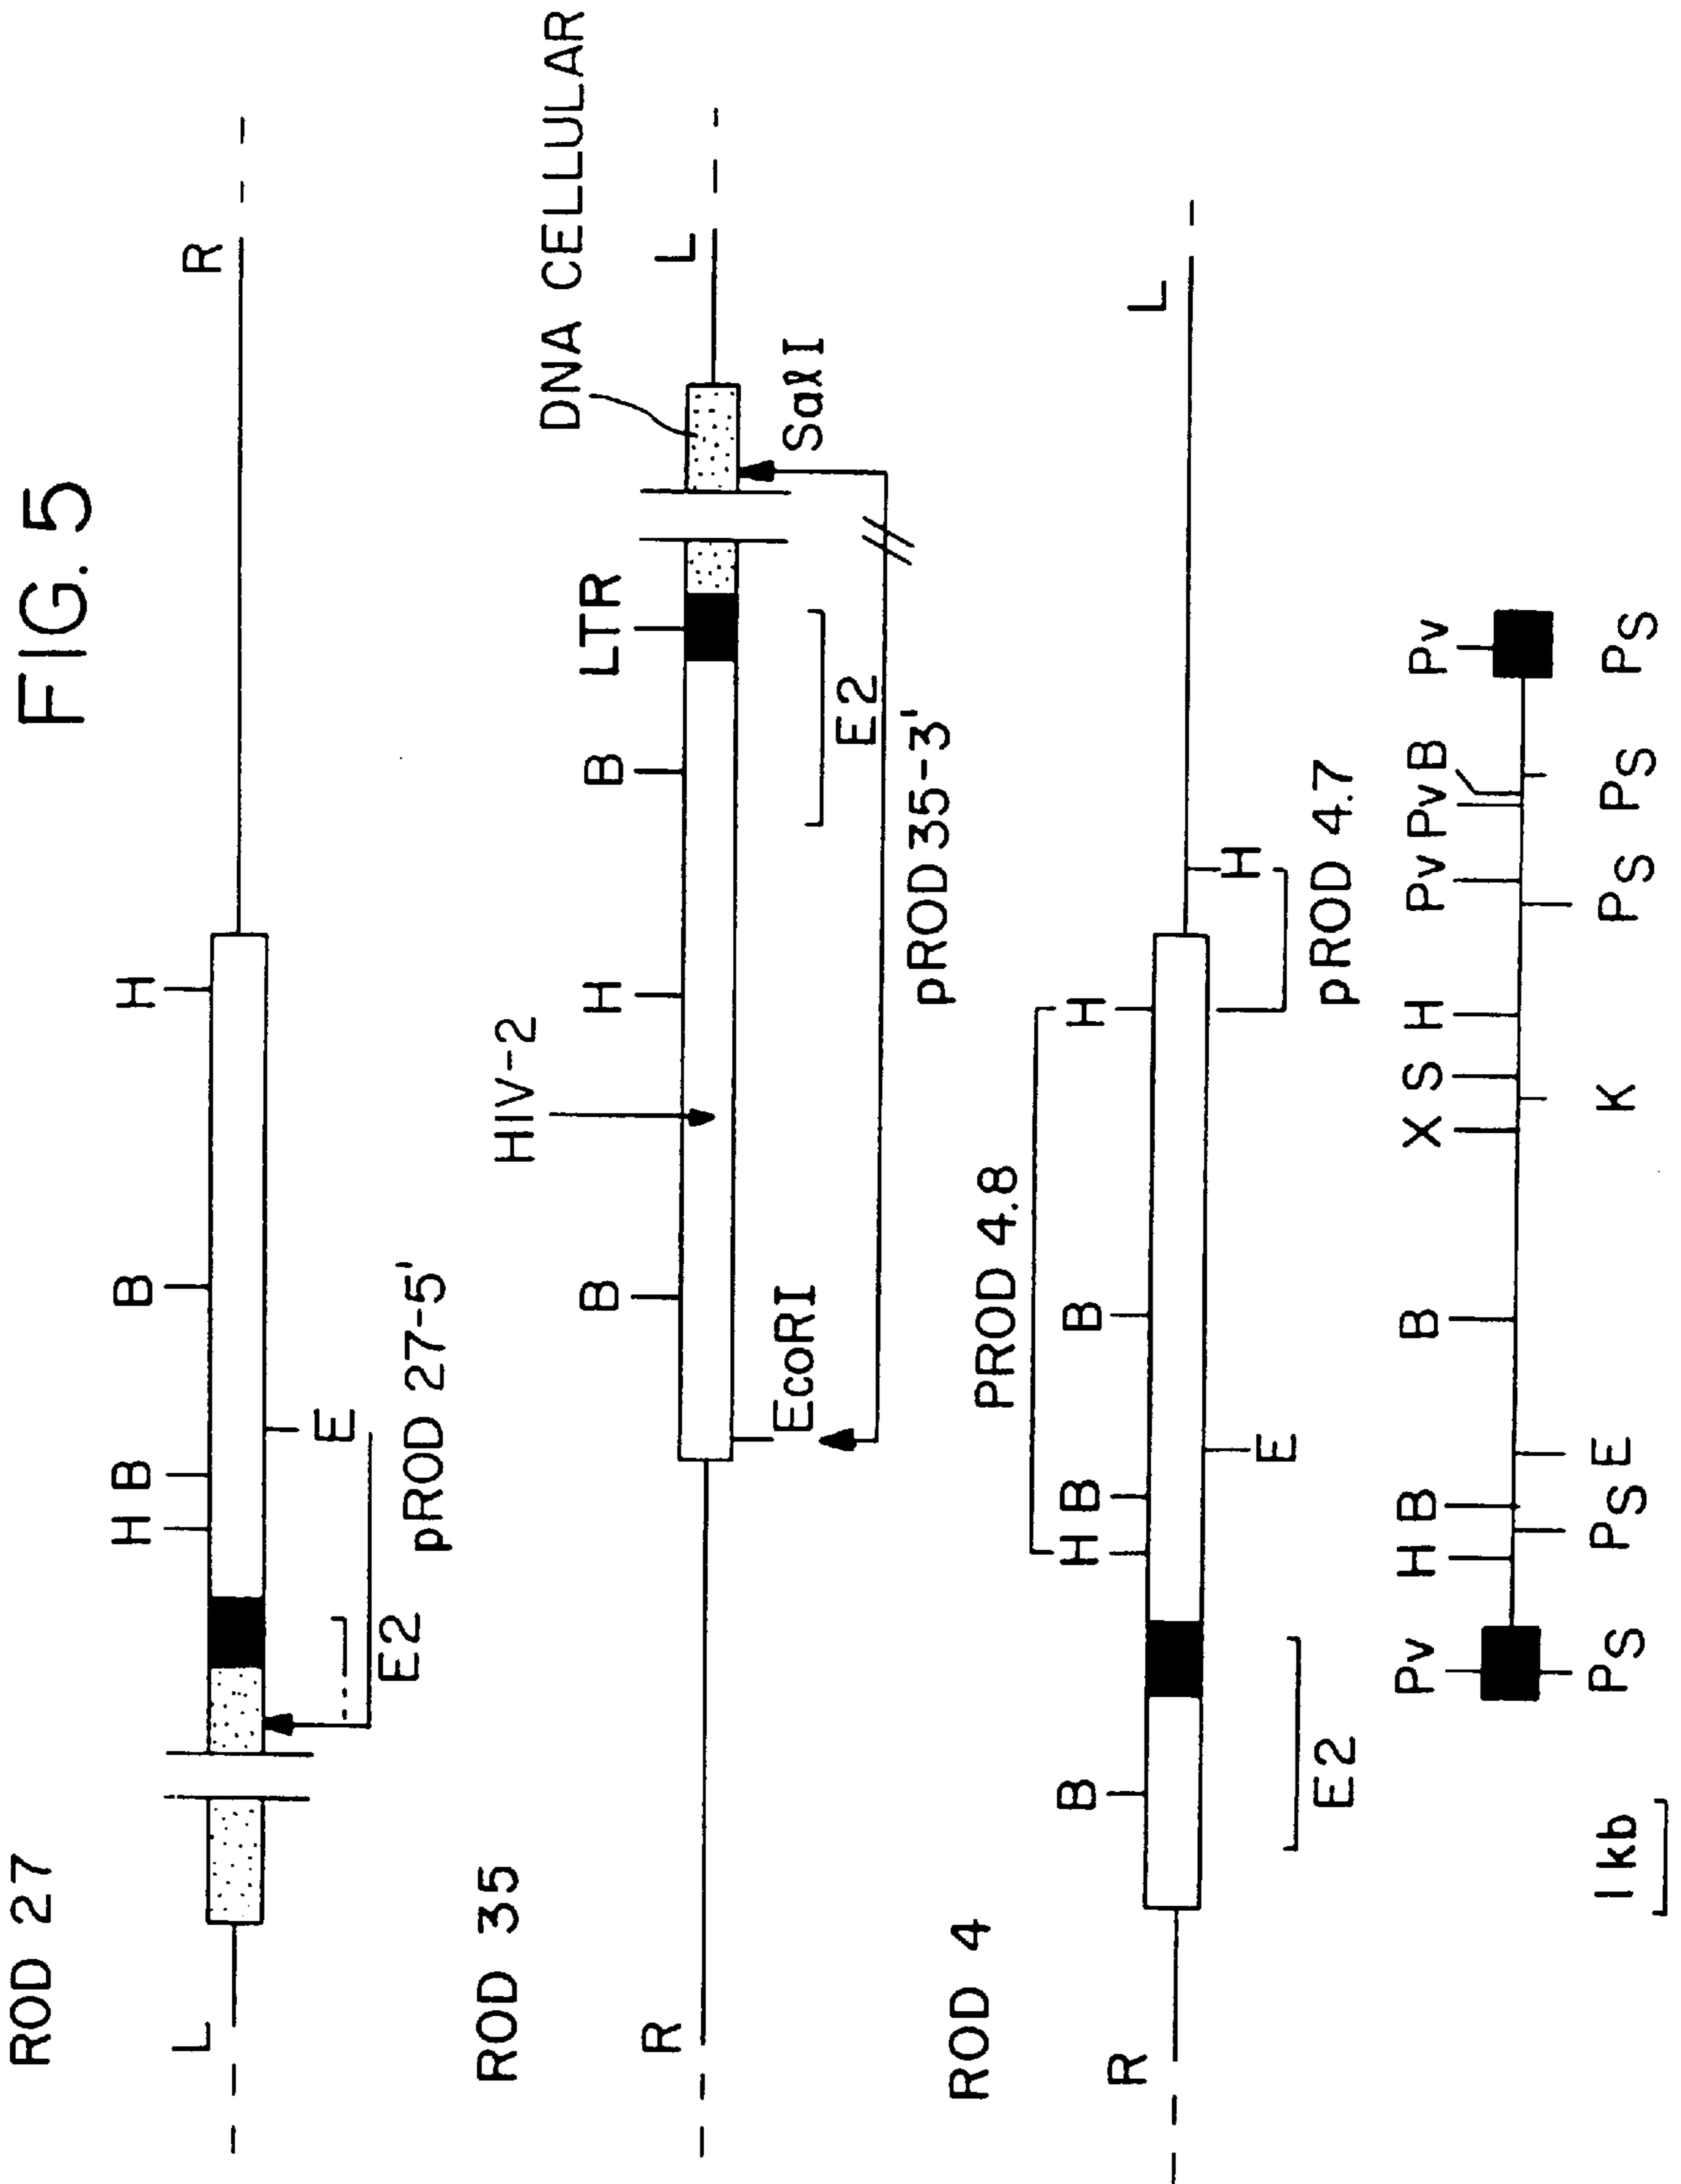 FIG. 5
ROD 27
H B B H
L R
E
E2 pROD 27-5'
ROD 35
HIV-2 DNA CELLULAR
B H B LTR
R L
EcoRI SalI
E2
pROD 35-3'
ROD 4
PROD 4.8
B H B B H
R L
E H
E2 pROD 4.7
Pv H B B X S H Pv Pv B Pv
PS PS E K PS PS PS
1 kb